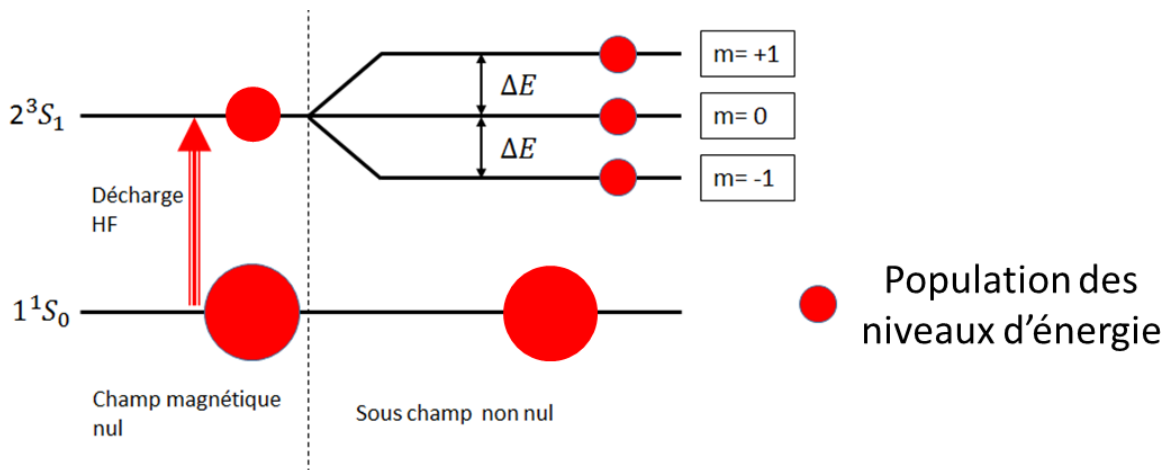 m= +1
ΔE
2³S₁
m= 0
ΔE
m= -1
Décharge
HF
Population des
niveaux d’énergie
1¹S₀
Champ magnétique
nul
Sous champ non nul